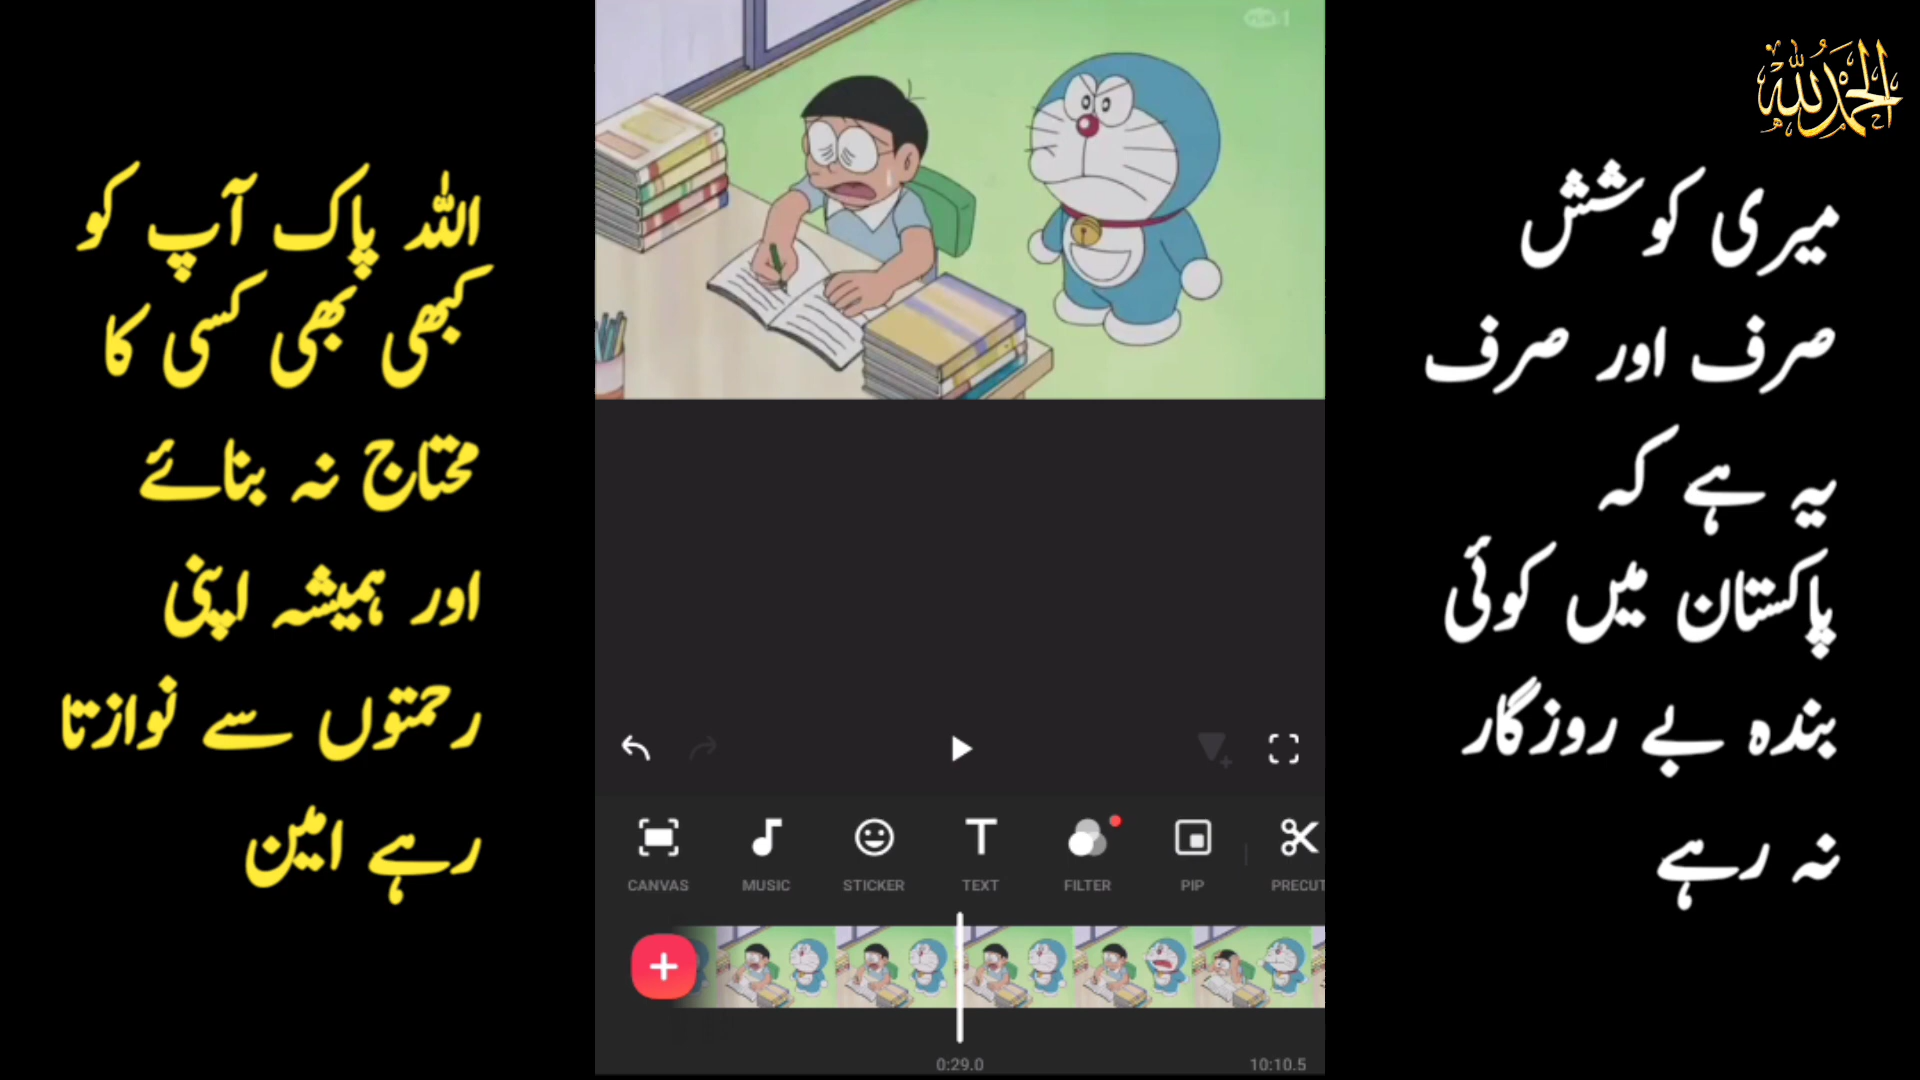 الحمدللہ
اللہ پاک آپ کو
کبھی بھی کسی کا
محتاج نہ بنائے
اور ہمیشہ اپنی
رحمتوں سے نوازتا
رہے امین
میری کوشش
صرف اور صرف
یہ ہے کہ
پاکستان میں کوئی
بندہ بے روزگار
نہ رہے
CANVAS MUSIC STICKER TEXT FILTER PIP PRECUT
0:29.0 10:10.5